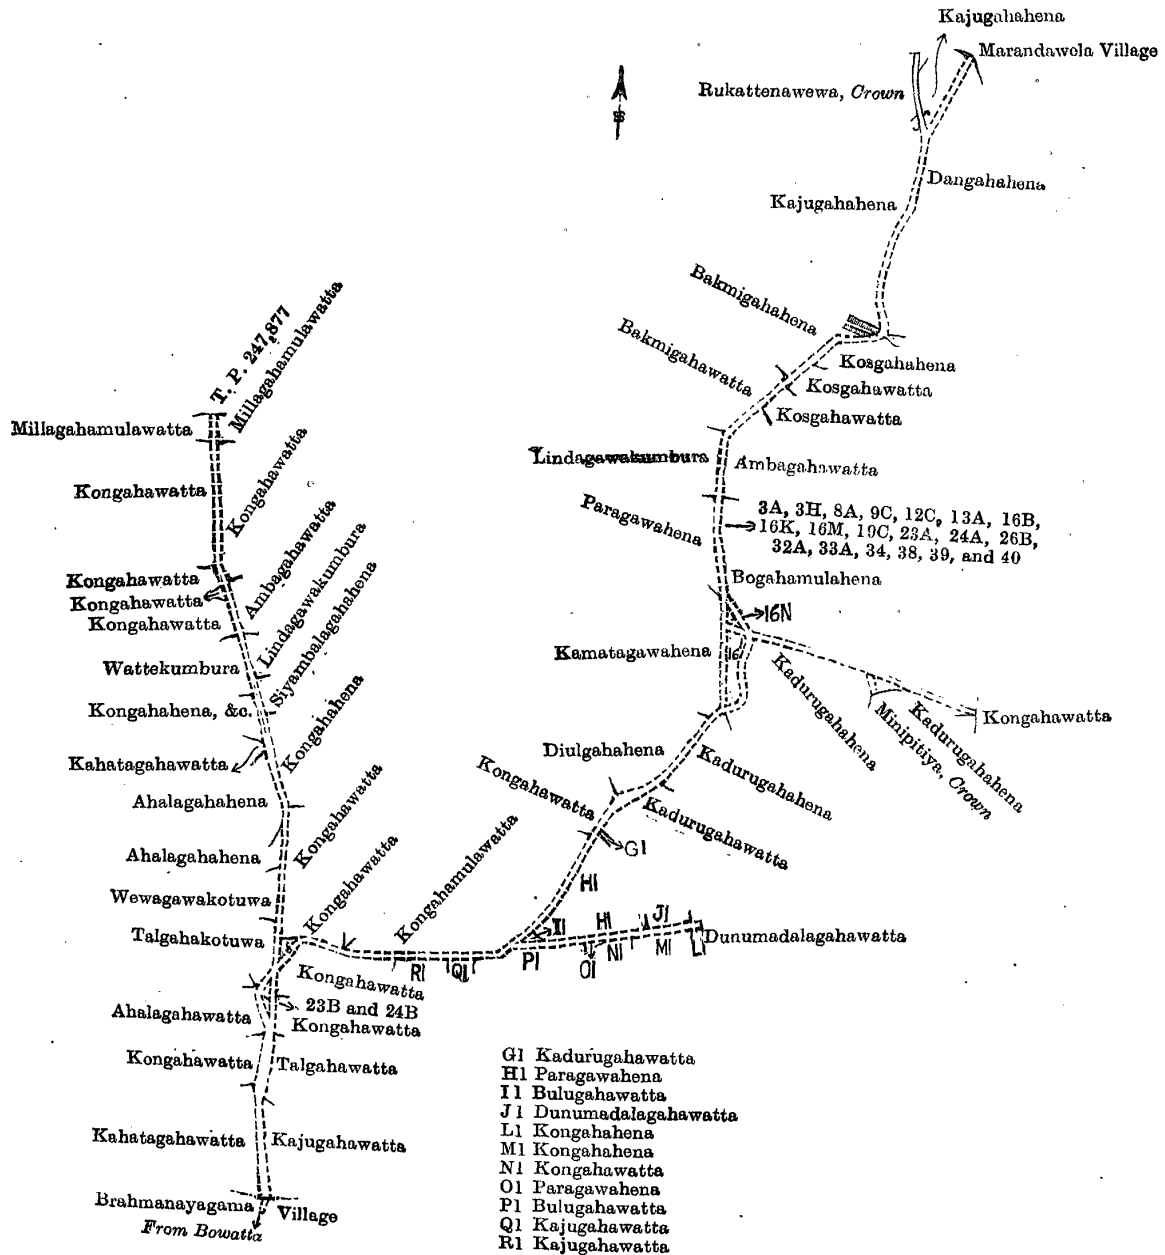 Kajugahahena
Marandawola Village
Rukattenawewa, Crown
Dangahahena
Kajugahahena
Bakmigahahena
Bakmigahawatta
Kosgahahena
Kosgahawatta
Kosgahawatta
Lindagawakumbura
Ambagahawatta
Paragawahena
3A, 3H, 8A, 9C, 12C, 13A, 16B,
16K, 16M, 19C, 23A, 24A, 26B,
32A, 33A, 34, 38, 39, and 40
Bogahamulahena
16N
Kamatagawahena
16
Kadurugahahena
Minipitiya, Crown
Kadurugahahena
Kongahawatta
Diulgahahena
Kadurugahahena
Kongahawatta
Kadurugahawatta
G1
H1
I1
H1
J1
P1
O1
N1
M1
L1
Dunumadalagahawatta
T. P. 247,877
Millagahamulawatta
Millagahamulawatta
Kongahawatta
Kongahawatta
Kongahawatta
Kongahawatta
Kongahawatta
Ambagahawatta
Wattekumbura
Lindagawakumbura
Siyambalagahahena
Kongahahena, &c.
Kongahahena
Kahatagahawatta
Ahalagahahena
Kongahawatta
Ahalagahahena
Wewagawakotuwa
Kongahawatta
Kongahamulawatta
Talgahakotuwa
R1
Q1
Kongahawatta
23B and 24B
Ahalagahawatta
Kongahawatta
Kongahawatta
Talgahawatta
Kahatagahawatta
Kajugahawatta
Brahmanayagama
Village
From Bowatta
G1 Kadurugahawatta
H1 Paragawahena
I1 Bulugahawatta
J1 Dunumadalagahawatta
L1 Kongahahena
M1 Kongahahena
N1 Kongahawatta
O1 Paragawahena
P1 Bulugahawatta
Q1 Kajugahawatta
R1 Kajugahawatta